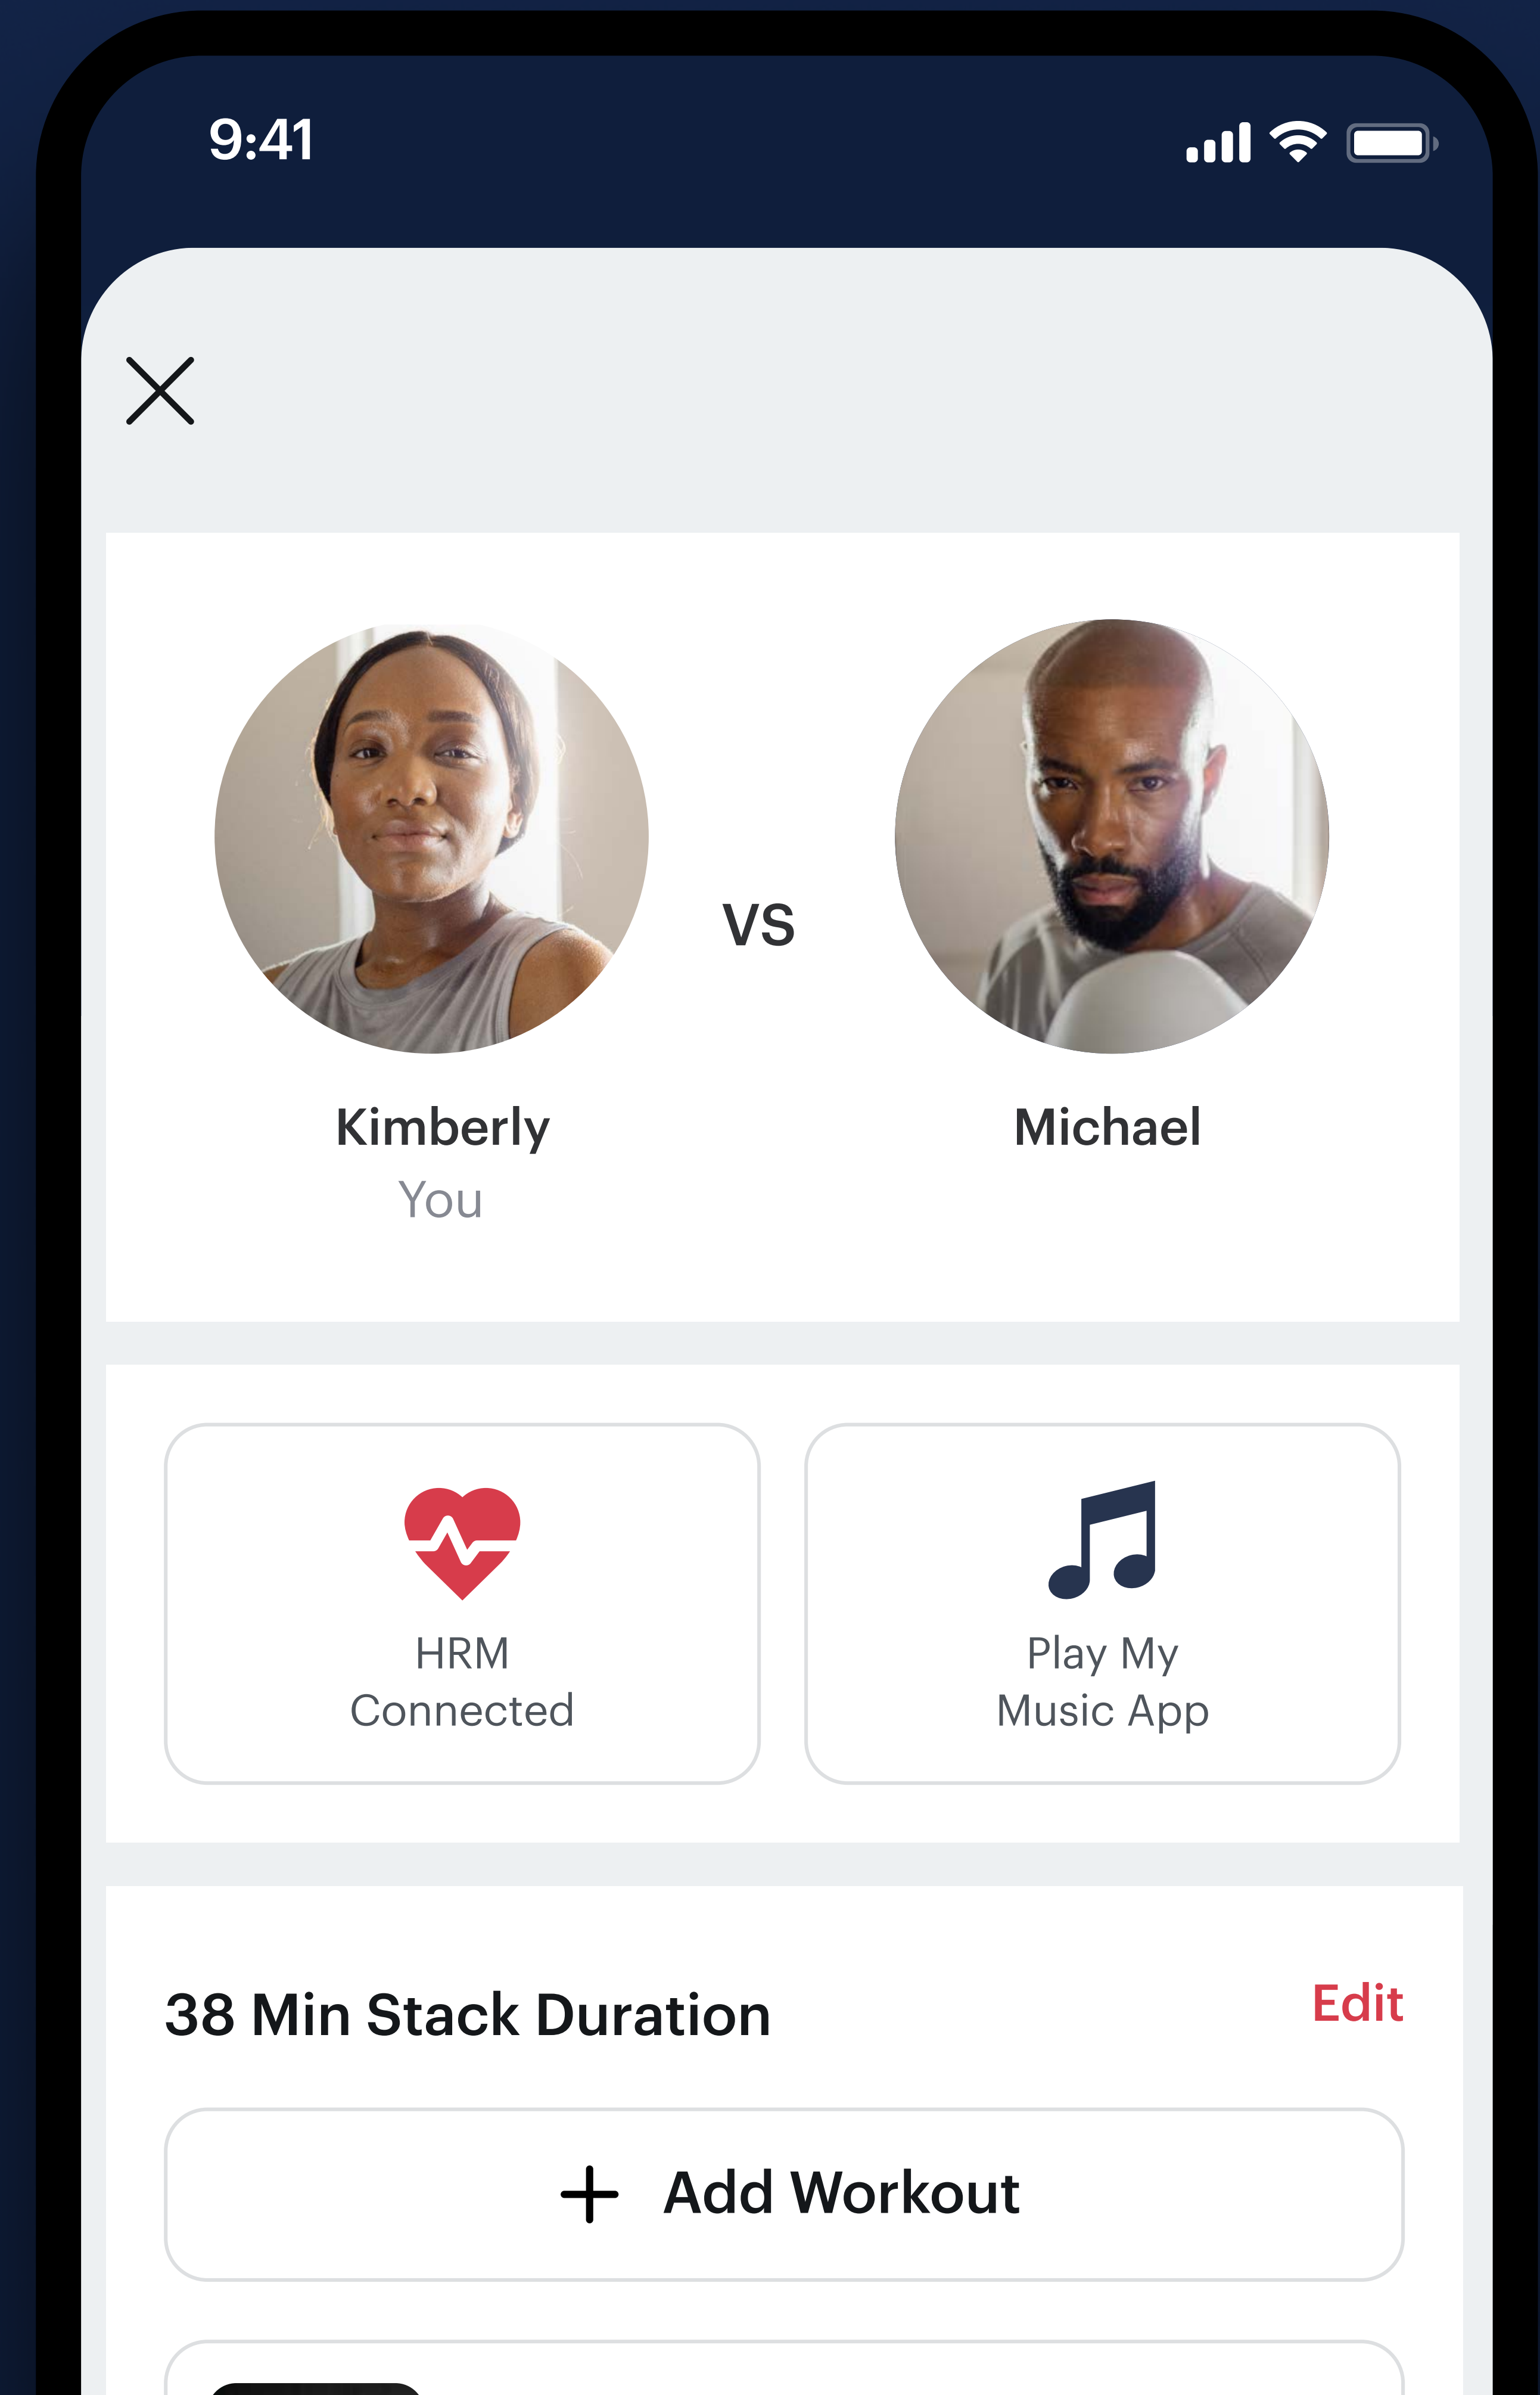 9:41
VS
Kimberly
Michael
You
HRM
Connected
Play My
Music App
38 Min Stack Duration
Edit
Add Workout